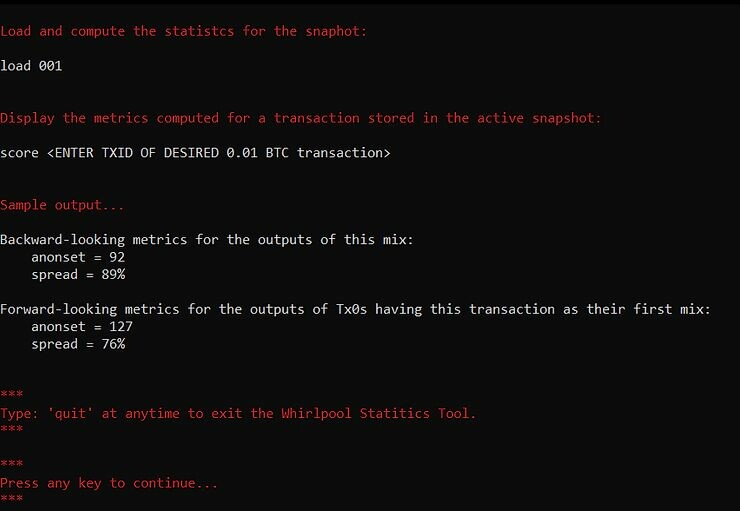 Load and compute the statistcs for the snaphot:
load 001
Display the metrics computed for a transaction stored in the active snapshot:
score <ENTER TXID OF DESIRED 0.01 BTC transaction>
Sample output...
Backward-looking metrics for the outputs of this mix:
anonset = 92
spread = 89%
Forward-looking metrics for the outputs of Tx0s having this transaction as their first mix:
anonset = 127
spread = 76%
***
Type: 'quit' at anytime to exit the Whirlpool Statitics Tool.
***
***
Press any key to continue...
***